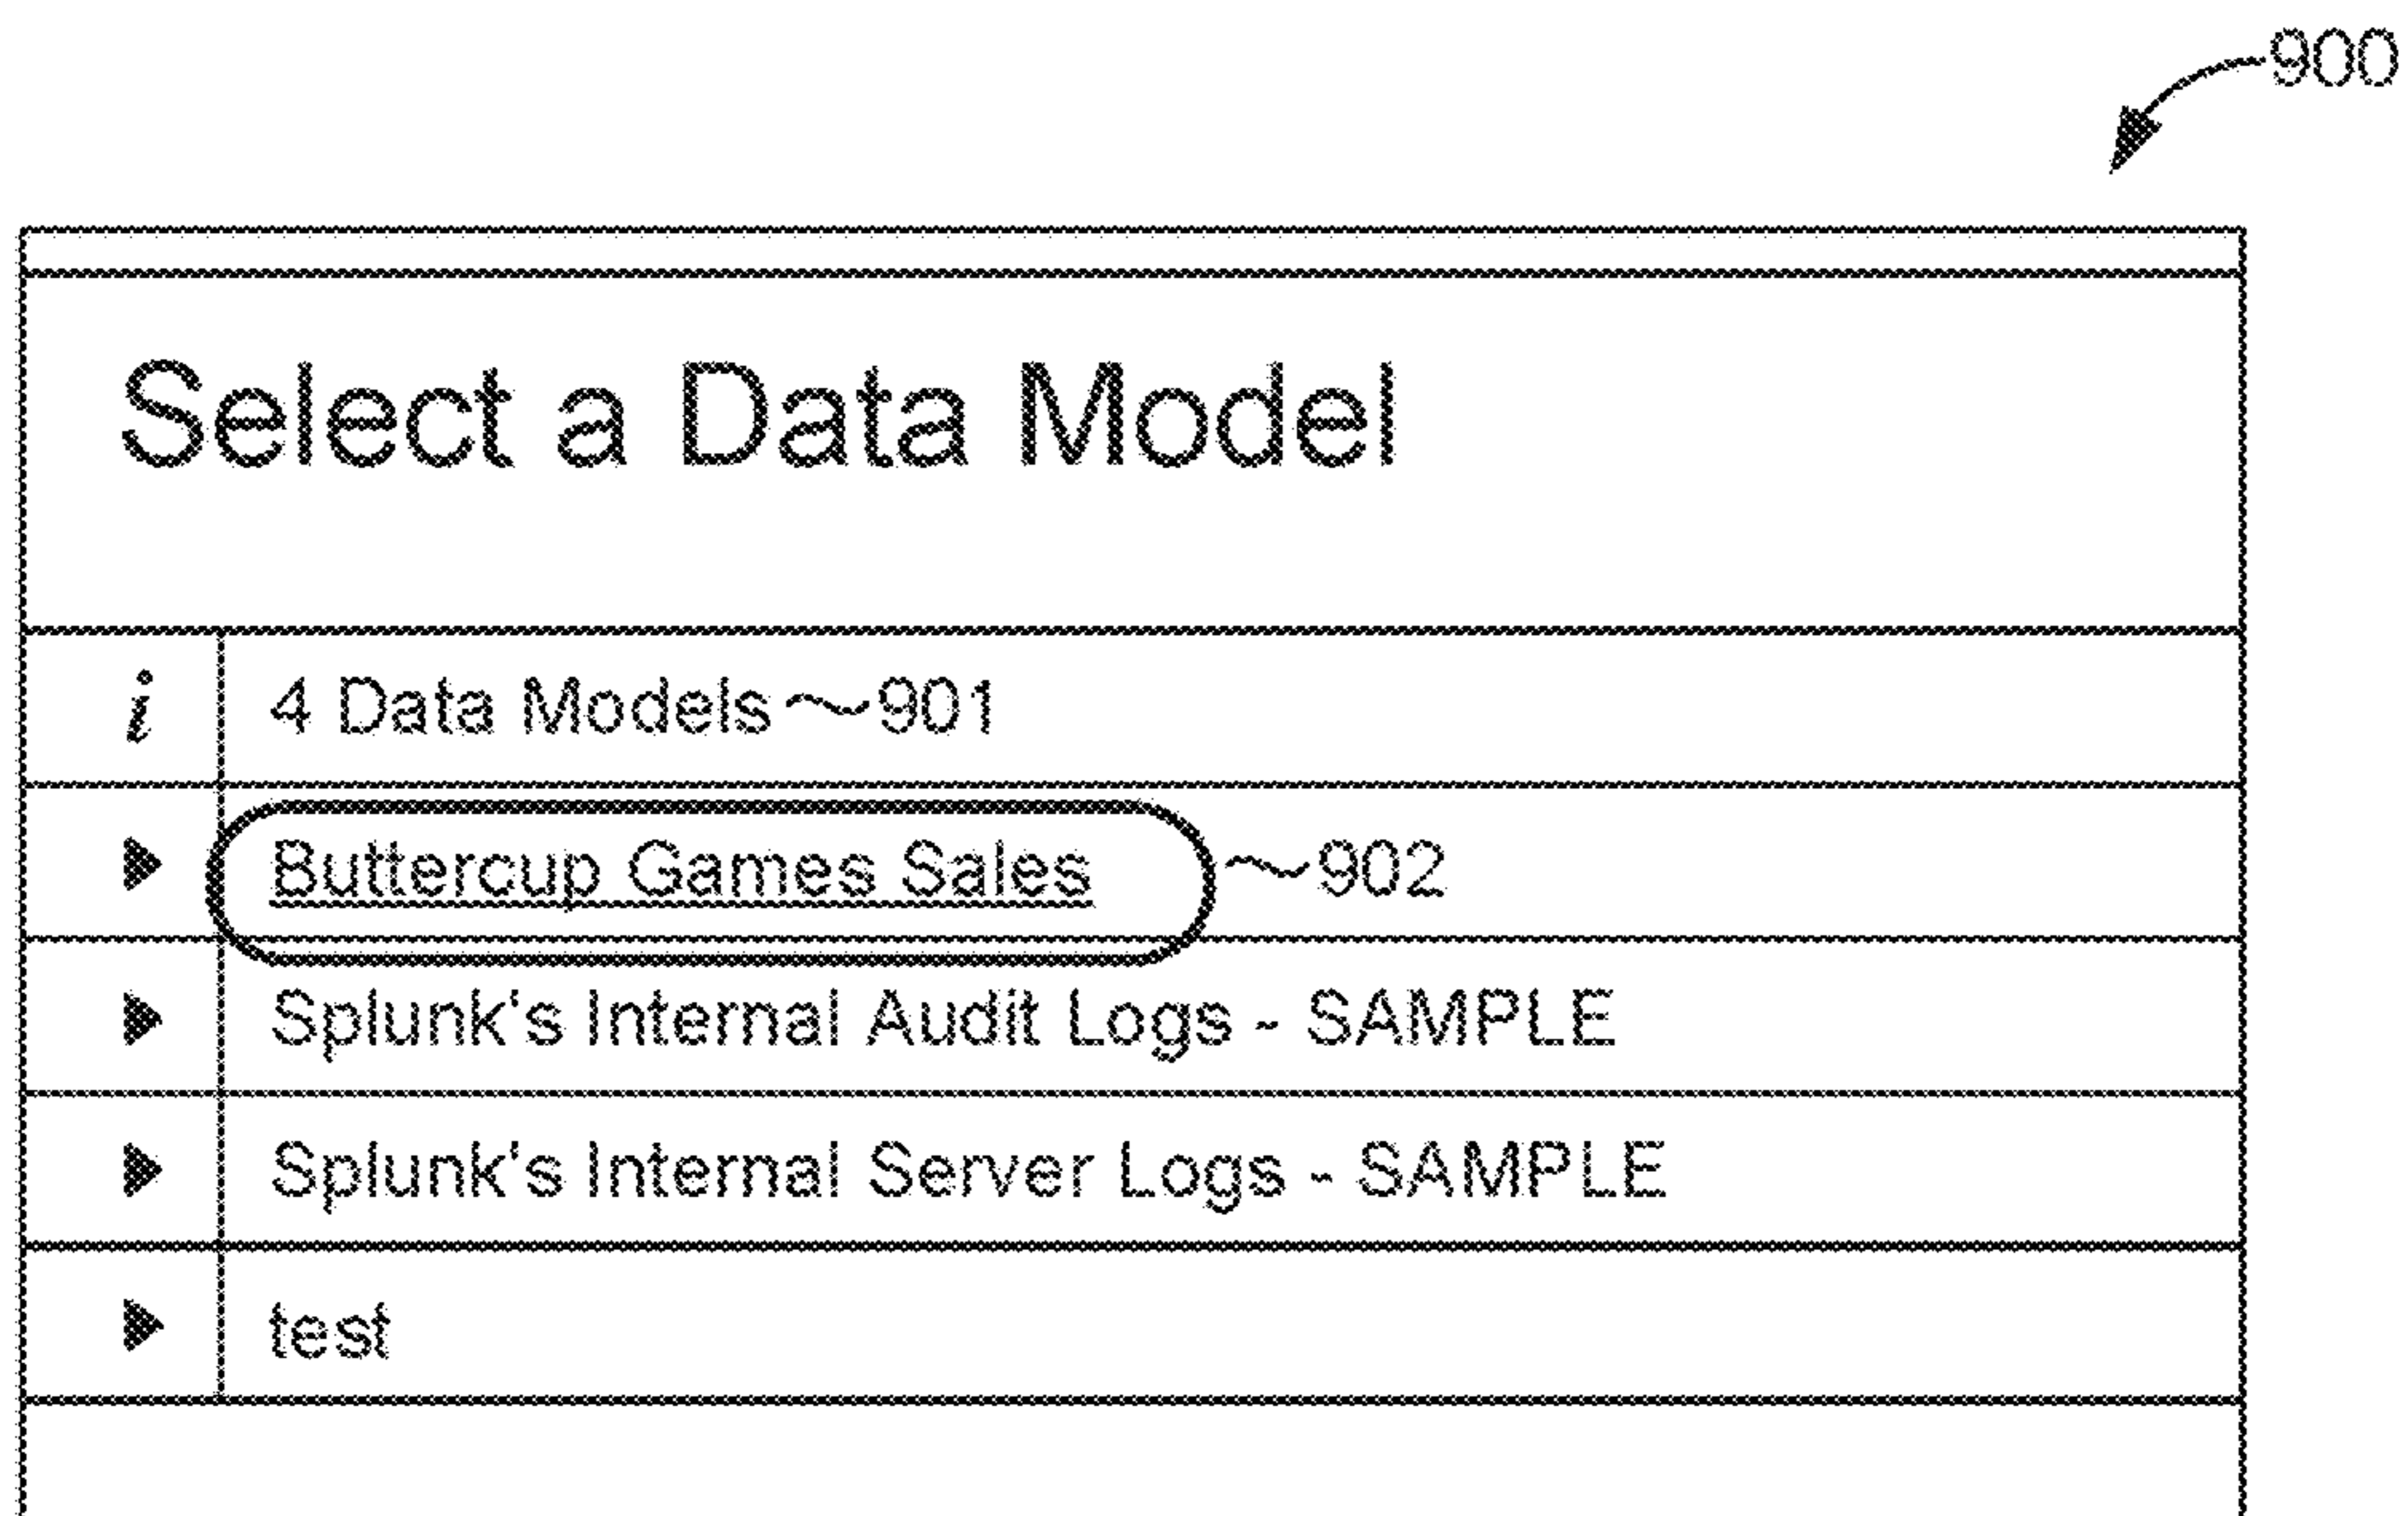 900
Select a Data Model
i 4 Data Models 901
Buttercup Games Sales 902
Splunk's Internal Audit Logs - SAMPLE
Splunk's Internal Server Logs - SAMPLE
test